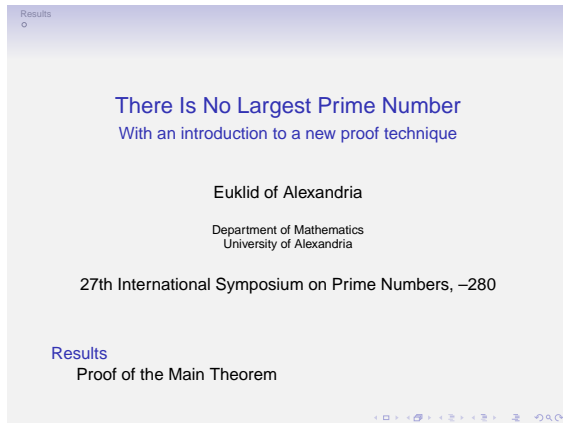 Results
There Is No Largest Prime Number
With an introduction to a new proof technique
Euklid of Alexandria
Department of Mathematics
University of Alexandria
27th International Symposium on Prime Numbers, –280
Results
Proof of the Main Theorem